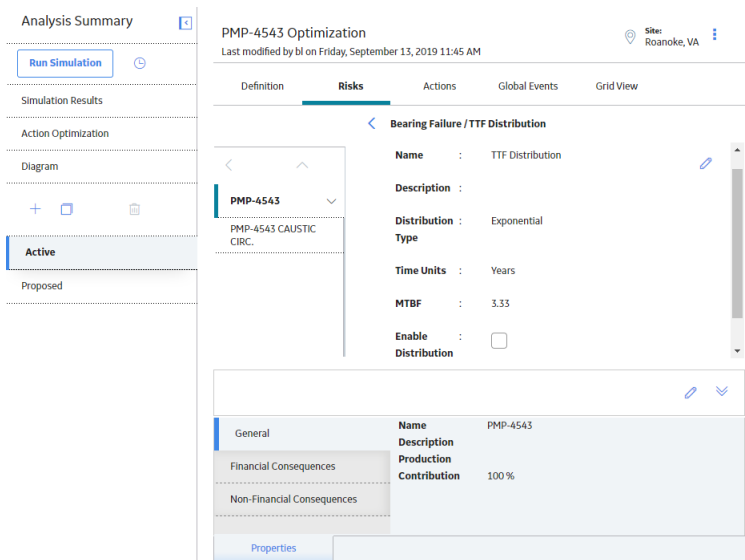 Analysis Summary
Run Simulation
Simulation Results
Action Optimization
Diagram
Active
Proposed
PMP-4543 Optimization
Last modified by bl on Friday, September 13, 2019 11:45 AM
Site:
Roanoke, VA
Definition Risks Actions Global Events Grid View
Bearing Failure / TTF Distribution
PMP-4543
PMP-4543 CAUSTIC
CIRC.
Name : TTF Distribution
Description :
Distribution : Exponential
Type
Time Units : Years
MTBF : 3.33
Enable :
Distribution
General
Financial Consequences
Non-Financial Consequences
Name PMP-4543
Description
Production
Contribution 100 %
Properties